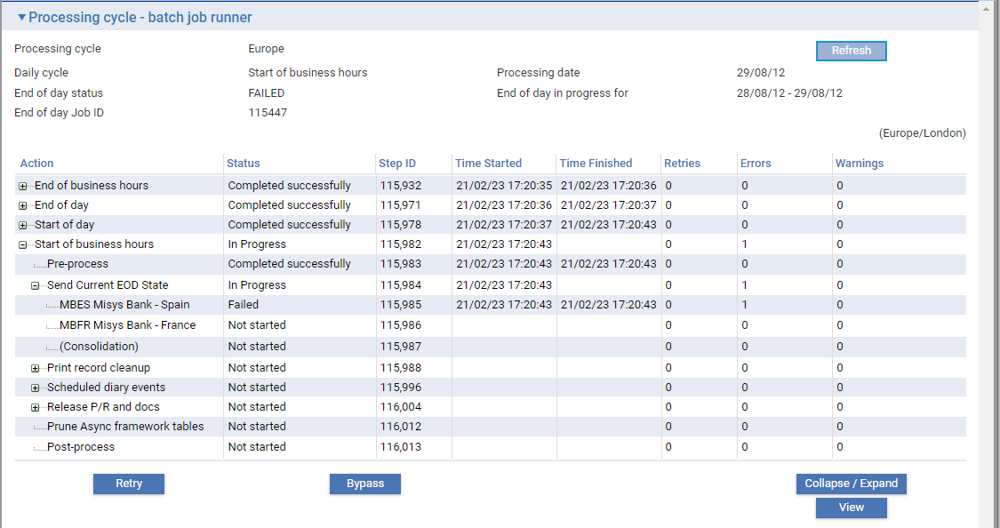 Processing cycle - batch job runner
Processing cycle Europe Refresh
Daily cycle Start of business hours Processing date 29/08/12
End of day status FAILED End of day in progress for 28/08/12 - 29/08/12
End of day Job ID 115447
(Europe/London)
Action Status Step ID Time Started Time Finished Retries Errors Warnings
End of business hours Completed successfully 115,932 21/02/23 17:20:35 21/02/23 17:20:36 0 0 0
End of day Completed successfully 115,971 21/02/23 17:20:36 21/02/23 17:20:37 0 0 0
Start of day Completed successfully 115,978 21/02/23 17:20:37 21/02/23 17:20:43 0 0 0
Start of business hours In Progress 115,982 21/02/23 17:20:43 0 1 0
Pre-process Completed successfully 115,983 21/02/23 17:20:43 21/02/23 17:20:43 0 0 0
Send Current EOD State In Progress 115,984 21/02/23 17:20:43 0 1 0
MBES Misys Bank - Spain Failed 115,985 21/02/23 17:20:43 21/02/23 17:20:43 0 1 0
MBFR Misys Bank - France Not started 115,986 0 0 0
(Consolidation) Not started 115,987 0 0 0
Print record cleanup Not started 115,988 0 0 0
Scheduled diary events Not started 115,996 0 0 0
Release P/R and docs Not started 116,004 0 0 0
Prune Async framework tables Not started 116,012 0 0 0
Post-process Not started 116,013 0 0 0
Retry Bypass Collapse / Expand
View